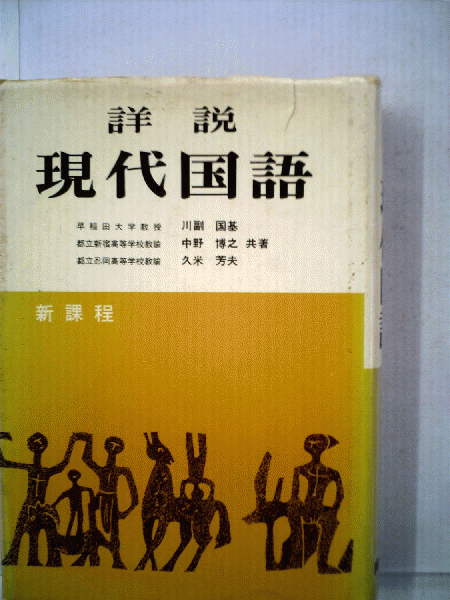 詳説
現代国語
早稲田大学教授 川副 国基
都立新宿高等学校教諭 中野 博之 共著
都立忍岡高等学校教諭 久米 芳夫
新課程